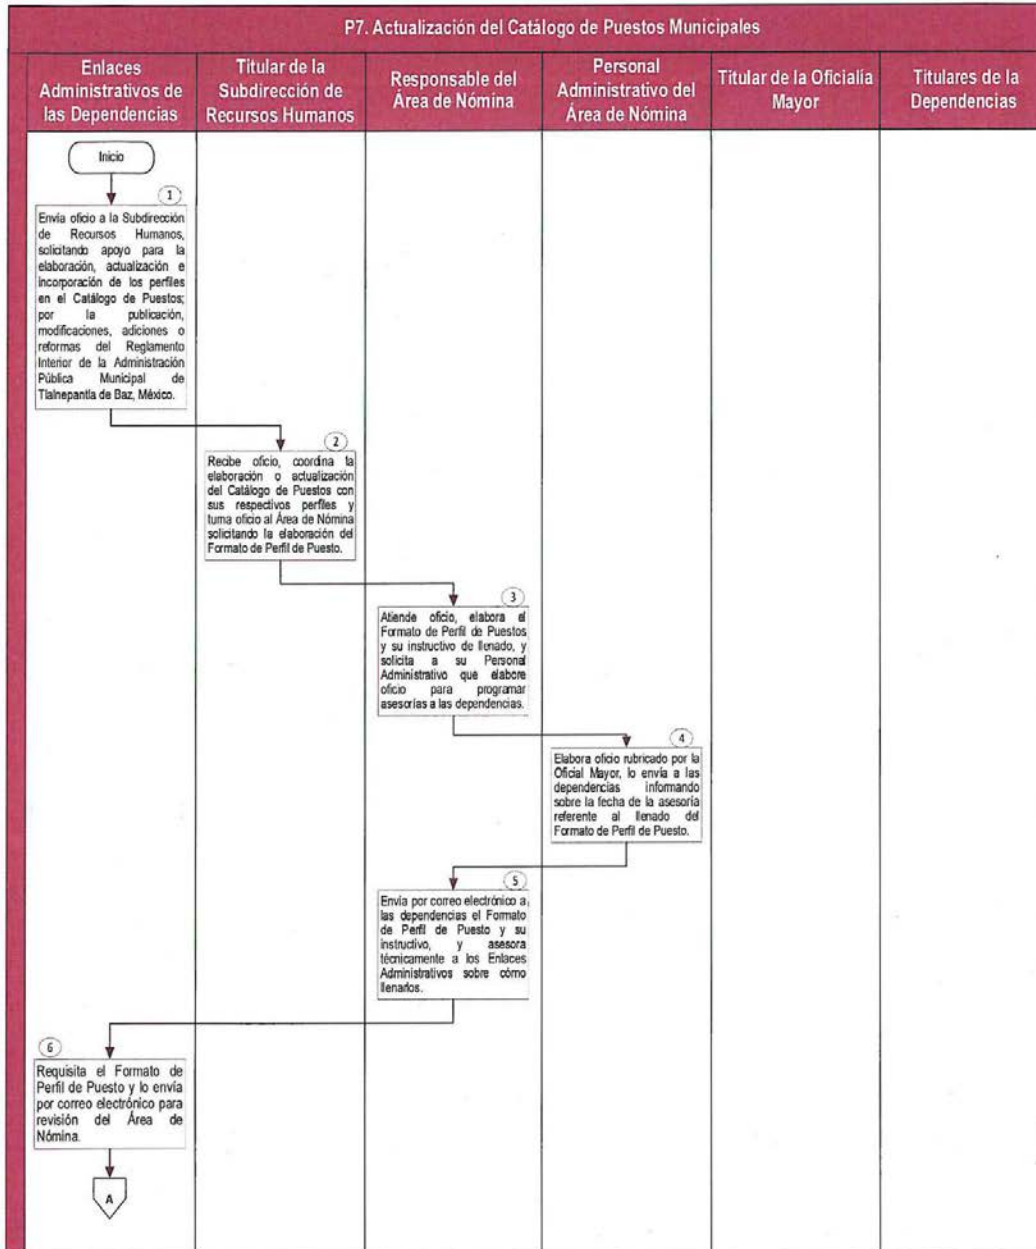 P7. Actualización del Catálogo de Puestos Municipales
Enlaces
Administrativos de
las Dependencias
Titular de la
Subdirección de
Recursos Humanos
Responsable del
Área de Nómina
Personal
Administrativo del
Área de Nómina
Titular de la Oficialía
Mayor
Titulares de la
Dependencias
Inicio
1
Envía oficio a la Subdirección
de Recursos Humanos,
solicitando apoyo para la
elaboración, actualización e
incorporación de los perfiles
en el Catálogo de Puestos;
por la publicación,
modificaciones, adiciones o
reformas del Reglamento
Interior de la Administración
Pública Municipal de
Tlalnepantla de Baz, México.
2
Recibe oficio, coordina la
elaboración o actualización
del Catálogo de Puestos con
sus respectivos perfiles y
turna oficio al Área de Nómina
solicitando la elaboración del
Formato de Perfil de Puesto.
3
Atiende oficio, elabora el
Formato de Perfil de Puestos
y su instructivo de llenado, y
solicita a su Personal
Administrativo que elabore
oficio para programar
asesorías a las dependencias.
4
Elabora oficio rubricado por la
Oficial Mayor, lo envía a las
dependencias informando
sobre la fecha de la asesoría
referente al llenado del
Formato de Perfil de Puesto.
5
Envía por correo electrónico a
las dependencias el Formato
de Perfil de Puesto y su
instructivo, y asesora
técnicamente a los Enlaces
Administrativos sobre cómo
llenarlos.
6
Requisita el Formato de
Perfil de Puesto y lo envía
por correo electrónico para
revisión del Área de
Nómina.
A